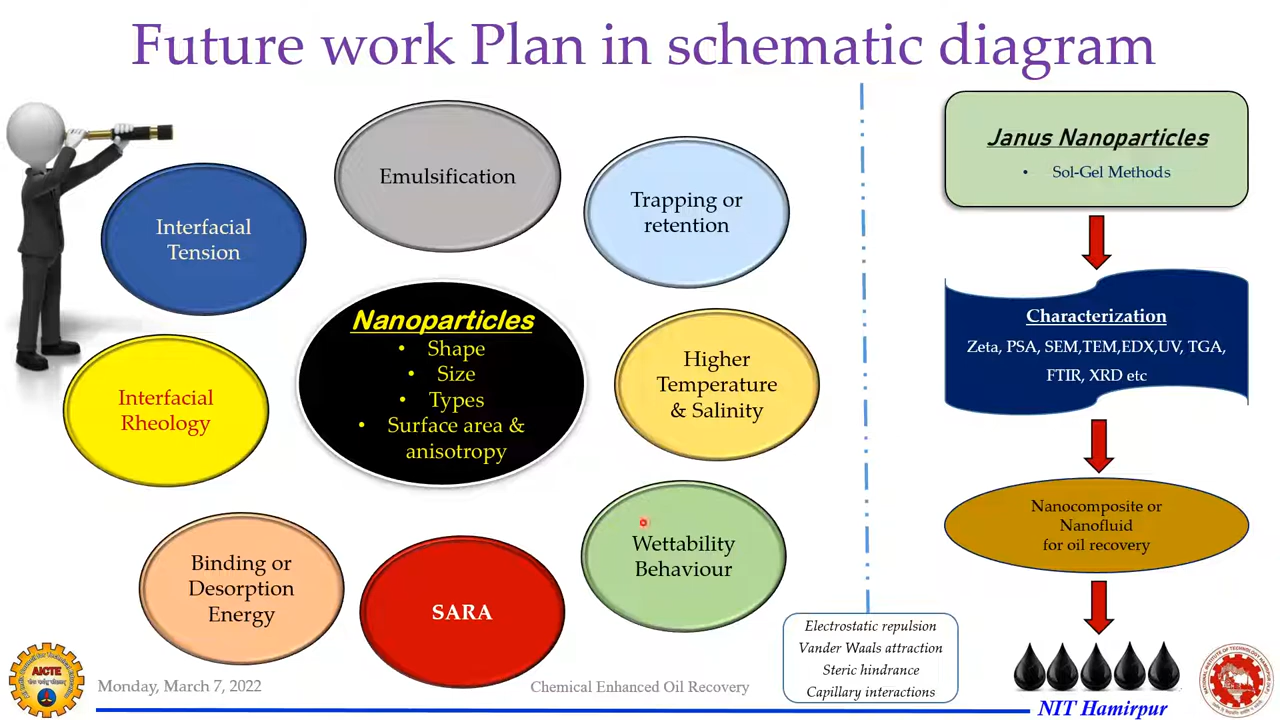 Future work Plan in schematic diagram
Emulsification
Trapping or
retention
Interfacial
Tension
Nanoparticles
• Shape
• Size
• Types
• Surface area &
anisotropy
Higher
Temperature
& Salinity
Interfacial
Rheology
Wettability
Behaviour
Binding or
Desorption
Energy
SARA
Janus Nanoparticles
• Sol-Gel Methods
Characterization
Zeta, PSA, SEM,TEM,EDX,UV, TGA,
FTIR, XRD etc
Nanocomposite or
Nanofluid
for oil recovery
Electrostatic repulsion
Vander Waals attraction
Steric hindrance
Capillary interactions
AICTE
Monday, March 7, 2022
Chemical Enhanced Oil Recovery
NIT Hamirpur